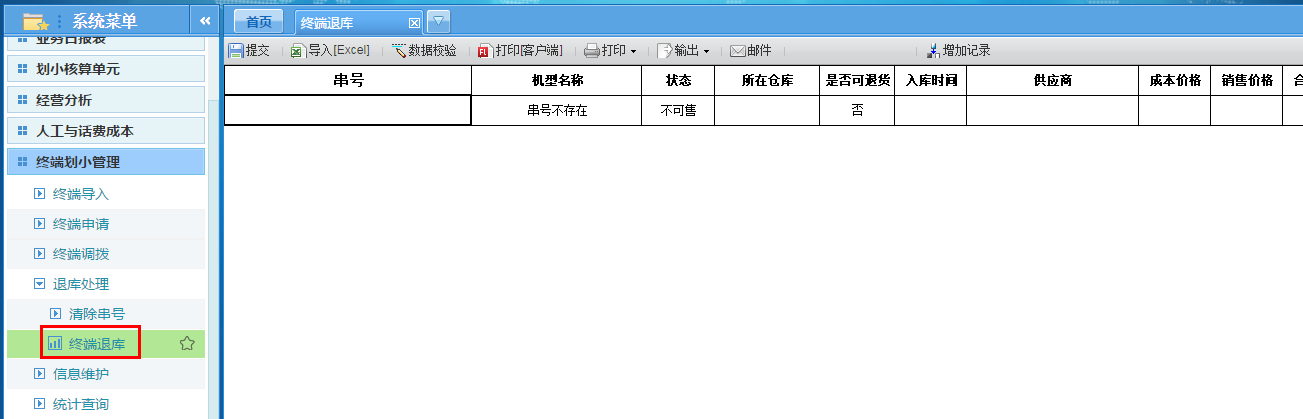 系统菜单
业务日报表
划小核算单元
经营分析
人工与话费成本
终端划小管理
终端导入
终端申请
终端调拨
退库处理
清除串号
终端退库
信息维护
统计查询
首页 终端退库
提交 导入[Excel] 数据校验 打印[客户端] 打印 输出 邮件 增加记录
串号 机型名称 状态 所在仓库 是否可退货 入库时间 供应商 成本价格 销售价格 合
串号不存在 不可售 否